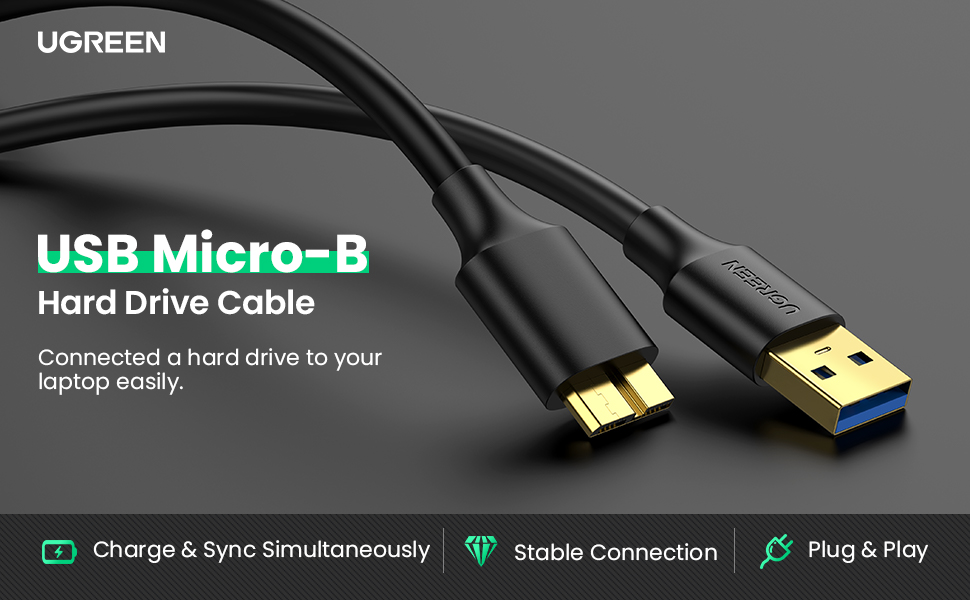 UGREEN
USB Micro-B
Hard Drive Cable
Connected a hard drive to your
laptop easily.
UGREEN
Charge & Sync Simultaneously
Stable Connection
Plug & Play